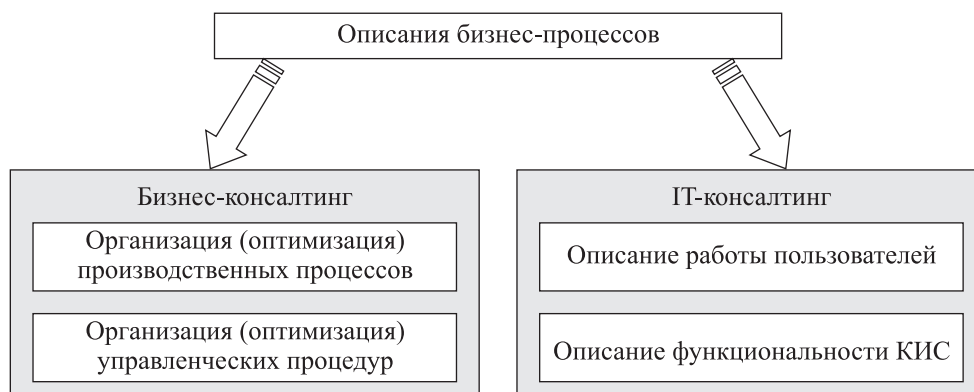 Описания бизнес-процессов
Бизнес-консалтинг
Организация (оптимизация)
производственных процессов
Организация (оптимизация)
управленческих процедур
IT-консалтинг
Описание работы пользователей
Описание функциональности КИС